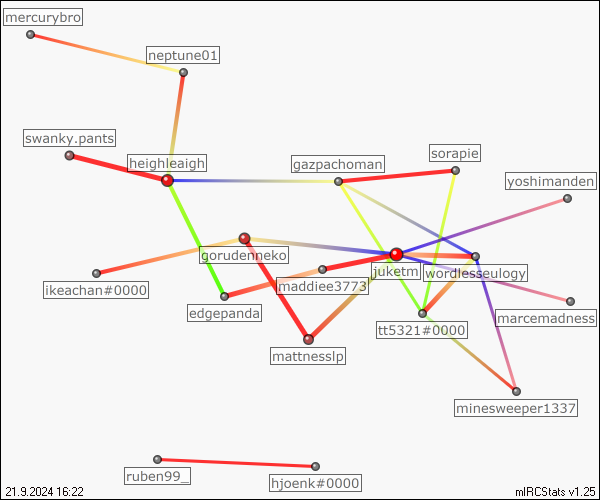 mercurybro
neptune01
swanky.pants
heighleaigh
gazpachoman
sorapie
yoshimanden
gorudenneko
juketm
wordlesseulogy
ikeachan#0000
maddiee3773
edgepanda
tt5321#0000
marcemadness
mattnesslp
minesweeper1337
ruben99_
hjoenk#0000
21.9.2024 16:22
mIRCStats v1.25